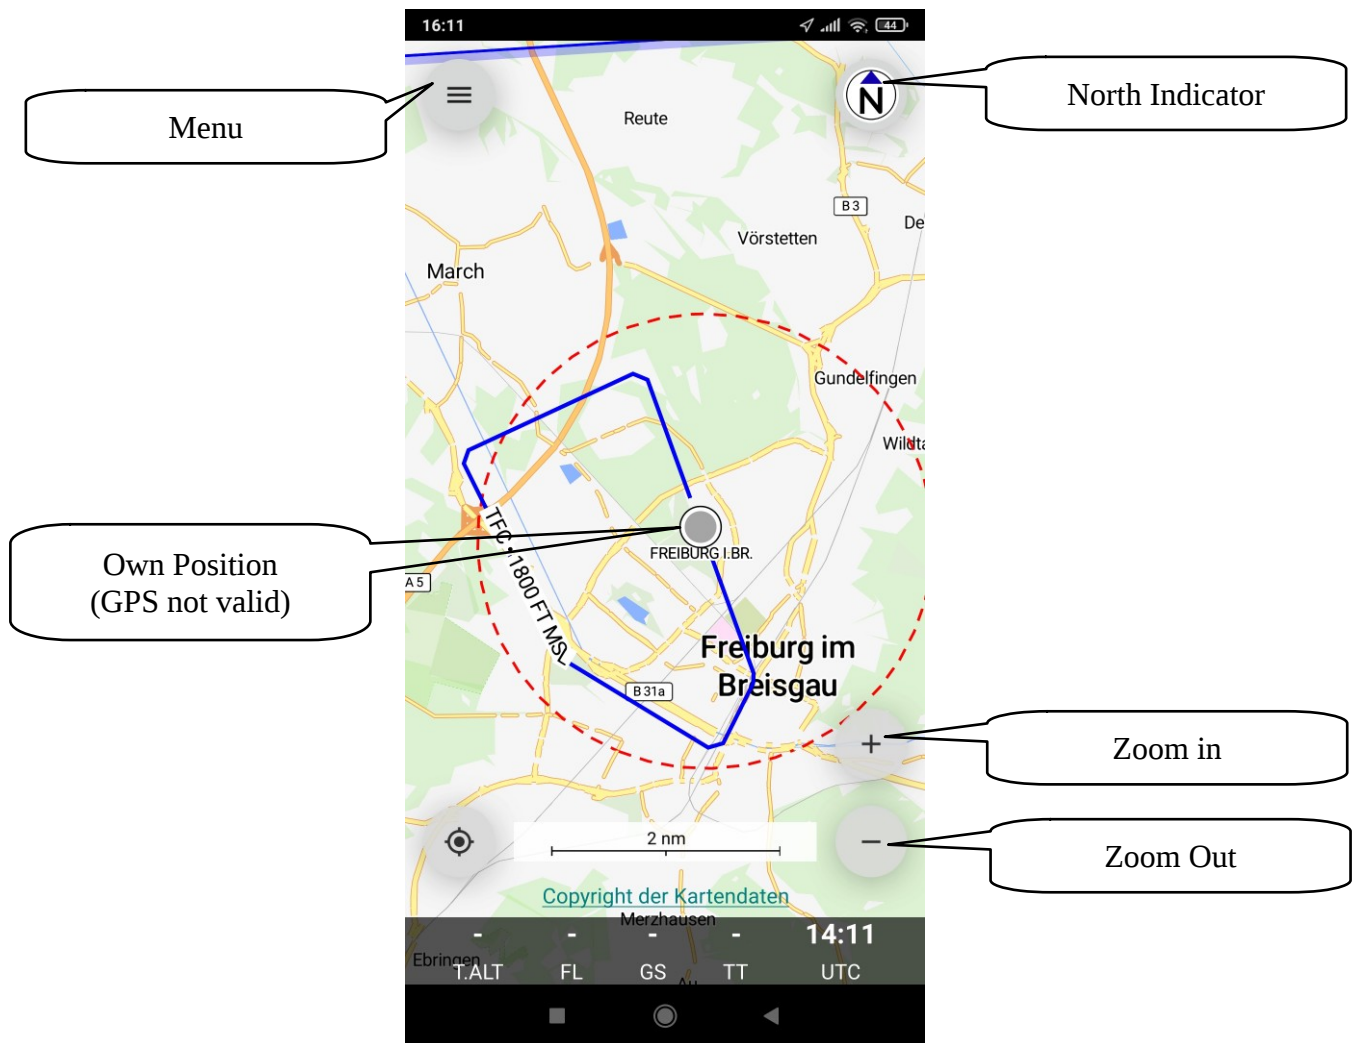 16:11
44
Menu
North Indicator
Reute
N
B 3
Vörstetten
De
March
Gundelfingen
Wildta
TFC • 1800 FT MSL
Own Position
(GPS not valid)
FREIBURG I.BR.
A 5
Freiburg im
Breisgau
B 31a
+
Zoom in
2 nm
−
Zoom Out
Copyright der Kartendaten
Merzhausen
- - - - 14:11
Ebringen
T.ALT FL GS TT UTC
Au